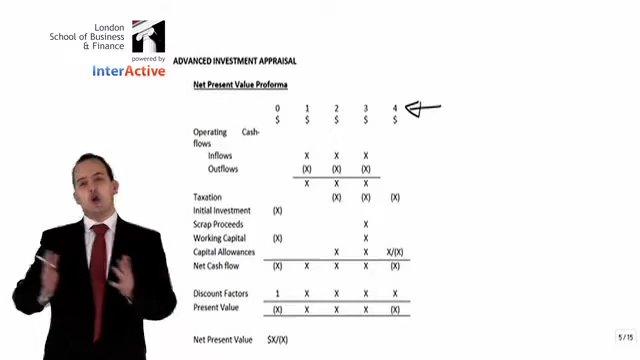 London
School of Business
& Finance
powered by
InterActive
ADVANCED INVESTMENT APPRAISAL
Net Present Value Proforma
0 1 2 3 4
$ $ $ $ $
Operating Cash-
flows
Inflows X X X
Outflows (X) (X) (X)
X X X
Taxation (X) (X) (X)
Initial Investment (X)
Scrap Proceeds X
Working Capital (X) X
Capital Allowances X X X/(X)
Net Cash flow (X) X X X (X)
Discount Factors 1 X X X X
Present Value (X) X X X (X)
Net Present Value $X/(X)
5 / 15